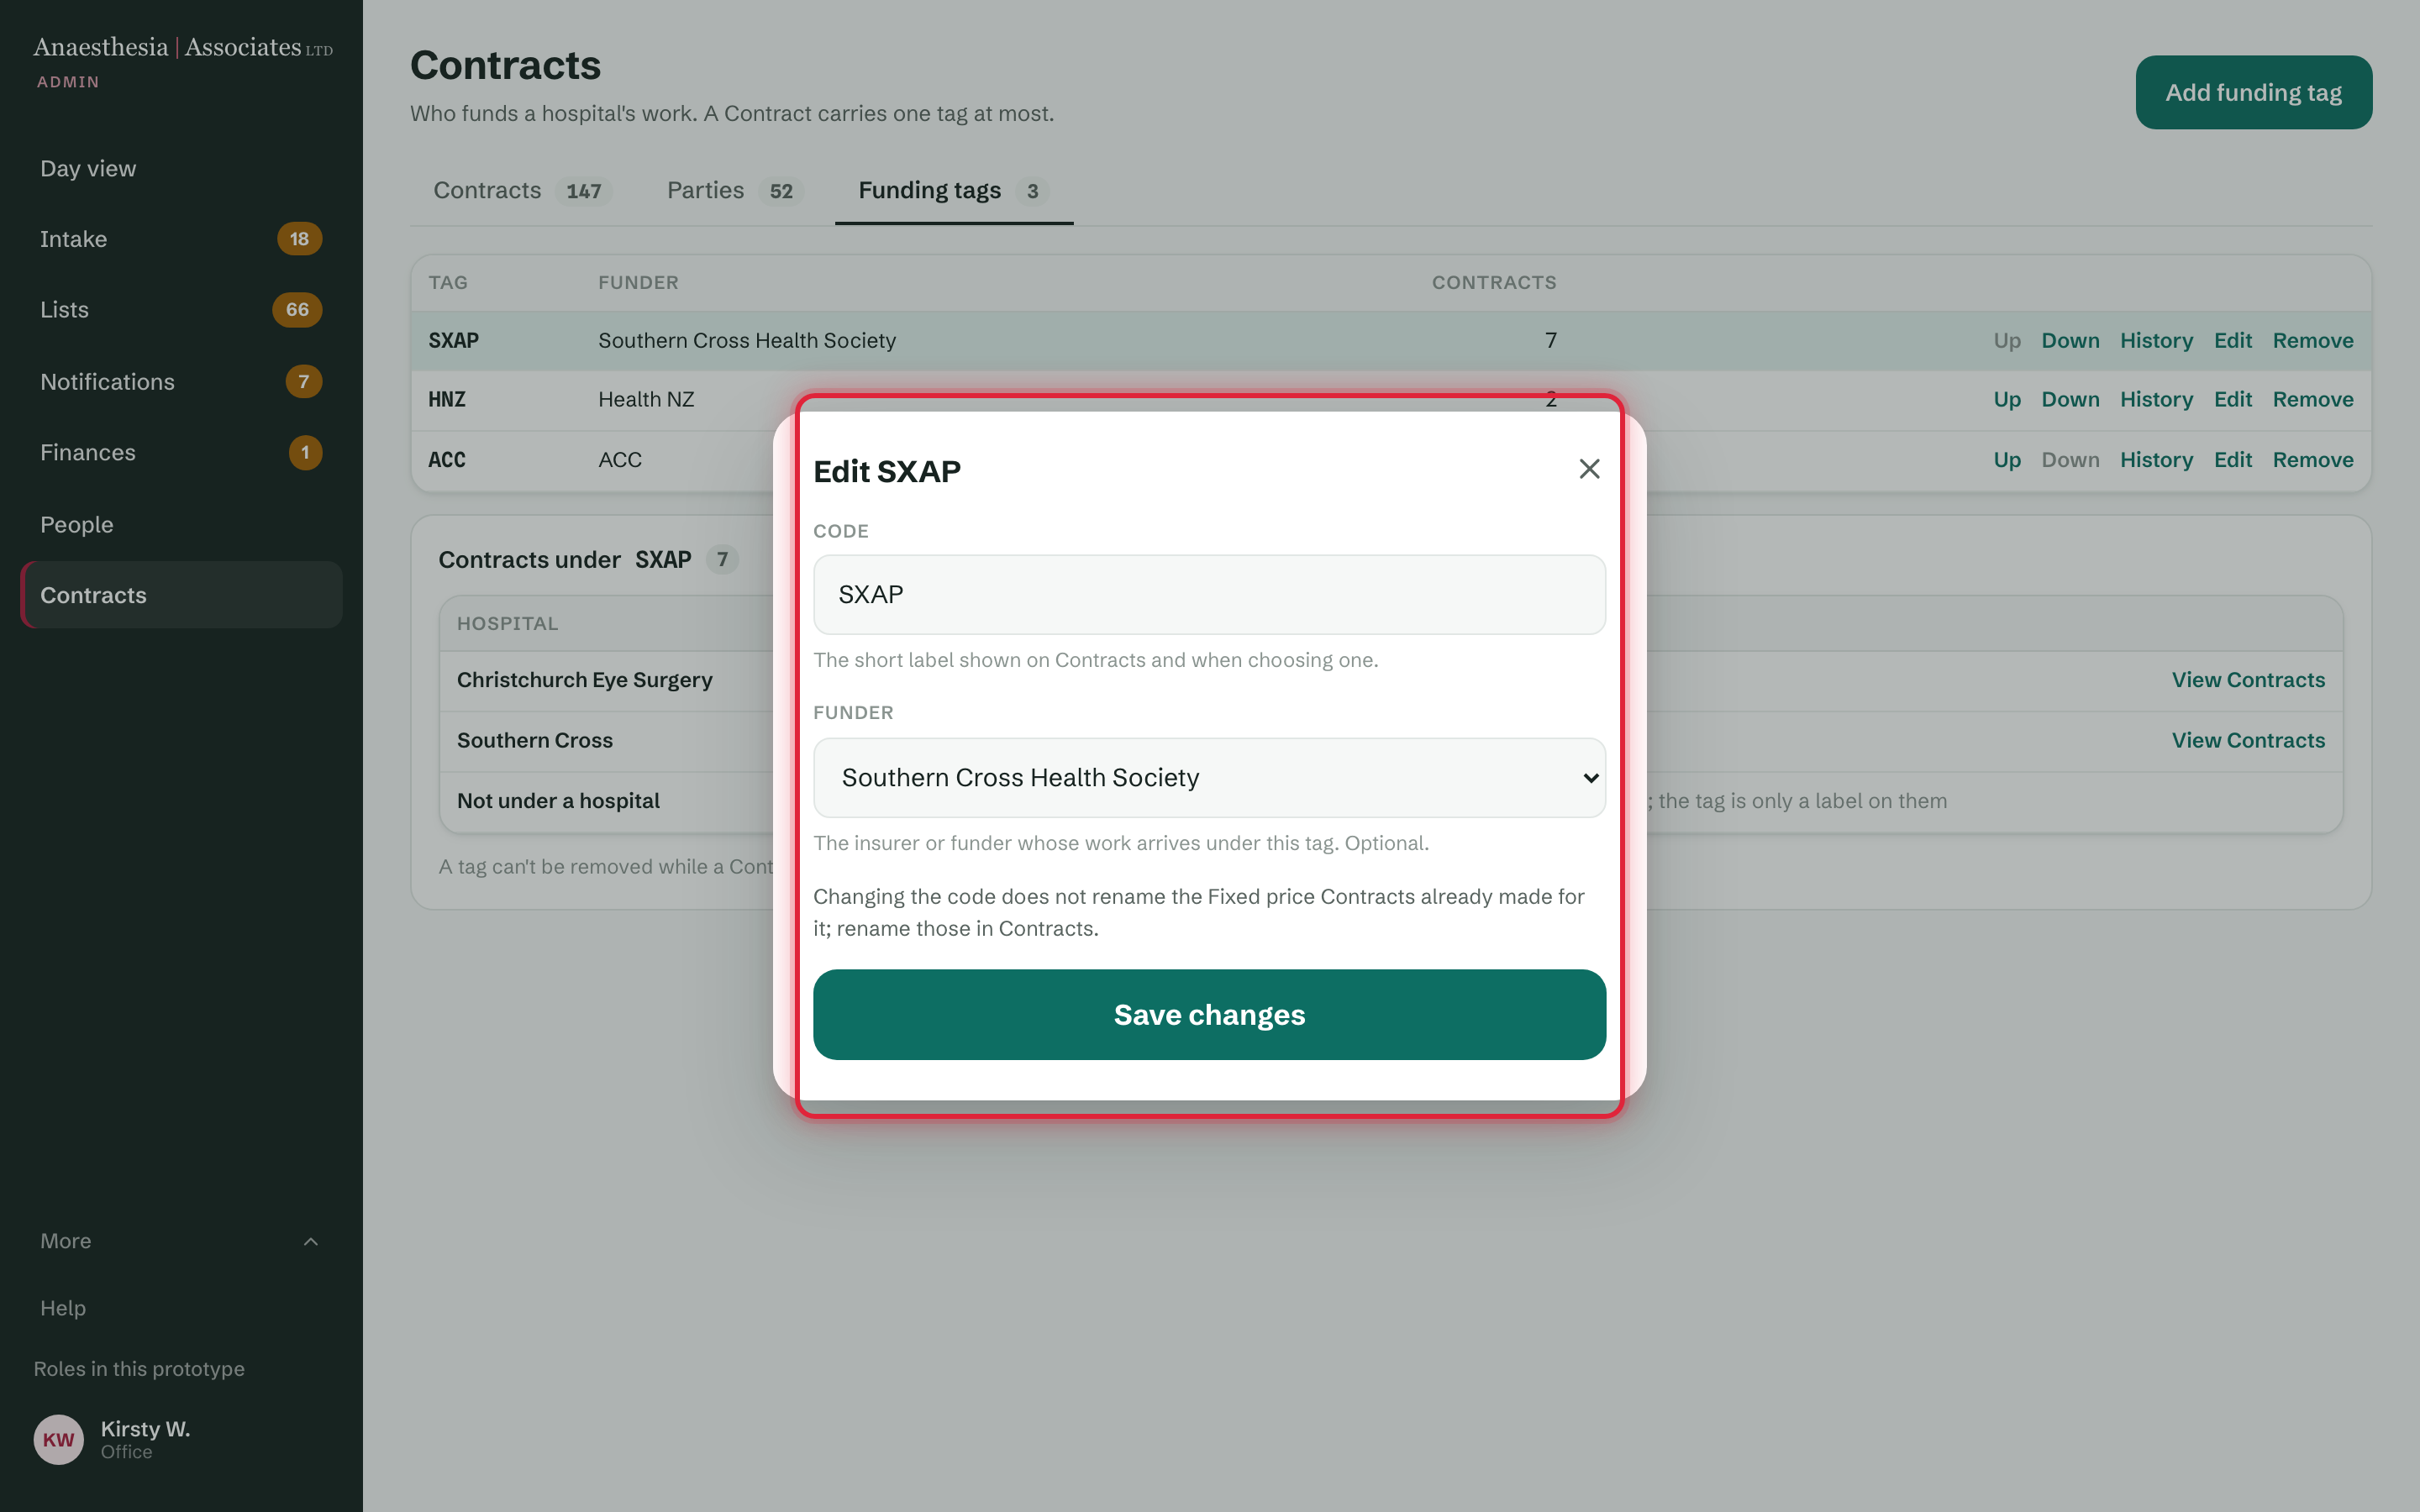 Anaesthesia | Associates LTD
ADMIN
Day view
Intake 18
Lists 66
Notifications 7
Finances 1
People
Contracts
More
Help
Roles in this prototype
KW
Kirsty W.
Office
Contracts
Who funds a hospital's work. A Contract carries one tag at most.
Add funding tag
Contracts 147 Parties 52 Funding tags 3
TAG FUNDER CONTRACTS
SXAP Southern Cross Health Society 7 Up Down History Edit Remove
HNZ Health NZ 2 Up Down History Edit Remove
ACC ACC Up Down History Edit Remove
Contracts under SXAP 7
HOSPITAL
Christchurch Eye Surgery View Contracts
Southern Cross View Contracts
Not under a hospital ; the tag is only a label on them
A tag can't be removed while a Cont
Edit SXAP
CODE
SXAP
The short label shown on Contracts and when choosing one.
FUNDER
Southern Cross Health Society
The insurer or funder whose work arrives under this tag. Optional.
Changing the code does not rename the Fixed price Contracts already made for
it; rename those in Contracts.
Save changes